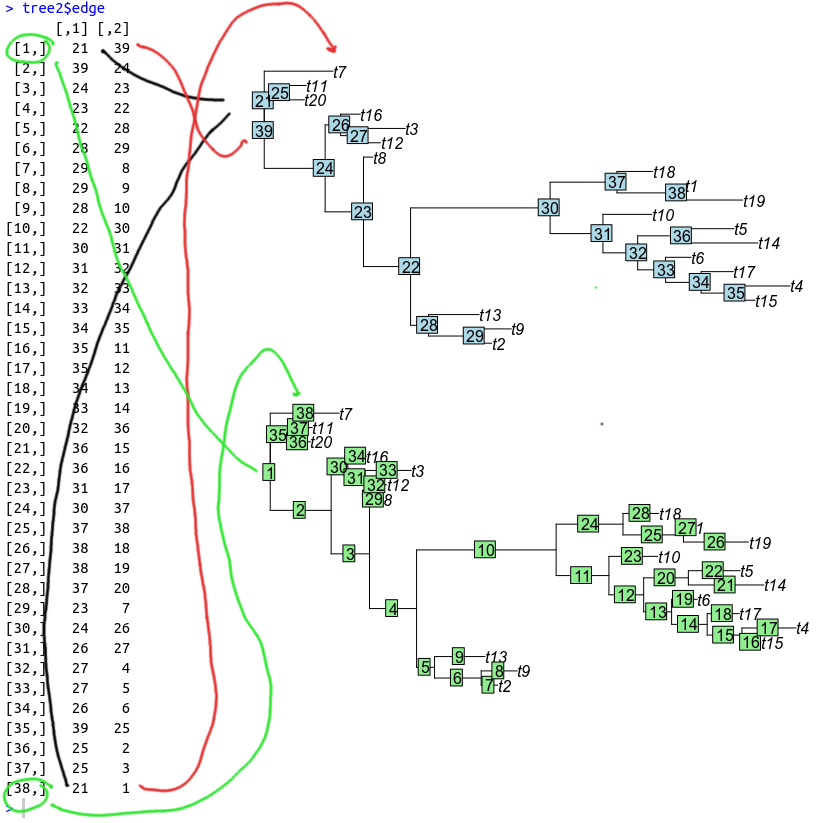 > tree2$edge
[,1] [,2]
[1,] 21 39
[2,] 39 24
[3,] 24 23
[4,] 23 22
[5,] 22 28
[6,] 28 29
[7,] 29 8
[8,] 29 9
[9,] 28 10
[10,] 22 30
[11,] 30 31
[12,] 31 32
[13,] 32 33
[14,] 33 34
[15,] 34 35
[16,] 35 11
[17,] 35 12
[18,] 34 13
[19,] 33 14
[20,] 32 36
[21,] 36 15
[22,] 36 16
[23,] 31 17
[24,] 30 37
[25,] 37 38
[26,] 38 18
[27,] 38 19
[28,] 37 20
[29,] 23 7
[30,] 24 26
[31,] 26 27
[32,] 27 4
[33,] 27 5
[34,] 26 6
[35,] 39 25
[36,] 25 2
[37,] 25 3
[38,] 21 1
>
t7
25 t11
21 t20
26 t16
39 27 t3
t12
24 t8
37 t18
38 t1
t19
23 30 t10
31 36 t5
t14
32 t6
22 33 t17
34 t4
35 t15
28 t13
29 t9
t2
38 t7
35 37 t11
36 t20
34 t16
30 33 t3
1 31 32 t12
29 8
2 28 t18
24 25 27 1
26 t19
3 10 23 t10
11 22 t5
20 21 t14
12 19 t6
4 13 18 t17
14 17 t4
15 16 t15
9 t13
5 8 t9
6 7 t2